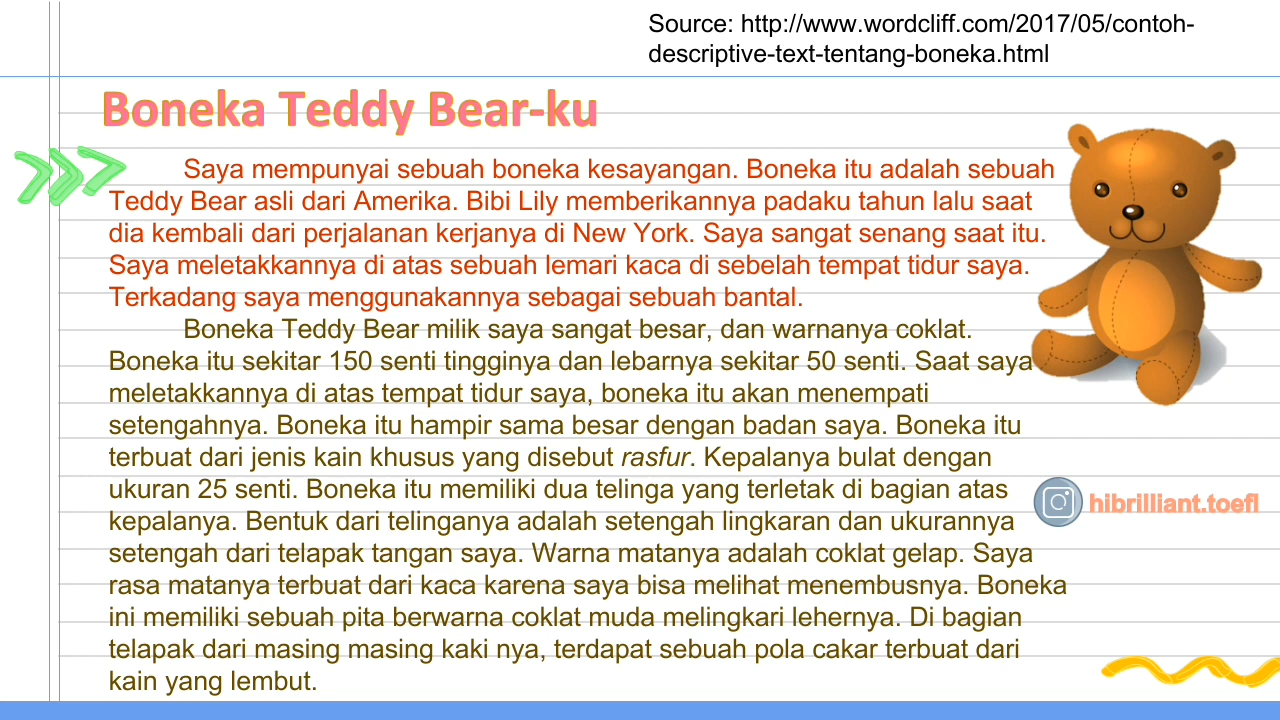 Source: http://www.wordcliff.com/2017/05/contoh-
descriptive-text-tentang-boneka.html
Boneka Teddy Bear-ku
Saya mempunyai sebuah boneka kesayangan. Boneka itu adalah sebuah
Teddy Bear asli dari Amerika. Bibi Lily memberikannya padaku tahun lalu saat
dia kembali dari perjalanan kerjanya di New York. Saya sangat senang saat itu.
Saya meletakkannya di atas sebuah lemari kaca di sebelah tempat tidur saya.
Terkadang saya menggunakannya sebagai sebuah bantal.
Boneka Teddy Bear milik saya sangat besar, dan warnanya coklat.
Boneka itu sekitar 150 senti tingginya dan lebarnya sekitar 50 senti. Saat saya
meletakkannya di atas tempat tidur saya, boneka itu akan menempati
setengahnya. Boneka itu hampir sama besar dengan badan saya. Boneka itu
terbuat dari jenis kain khusus yang disebut rasfur. Kepalanya bulat dengan
ukuran 25 senti. Boneka itu memiliki dua telinga yang terletak di bagian atas
kepalanya. Bentuk dari telinganya adalah setengah lingkaran dan ukurannya
setengah dari telapak tangan saya. Warna matanya adalah coklat gelap. Saya
rasa matanya terbuat dari kaca karena saya bisa melihat menembusnya. Boneka
ini memiliki sebuah pita berwarna coklat muda melingkari lehernya. Di bagian
telapak dari masing masing kaki nya, terdapat sebuah pola cakar terbuat dari
kain yang lembut.
hibrilliant.toefl